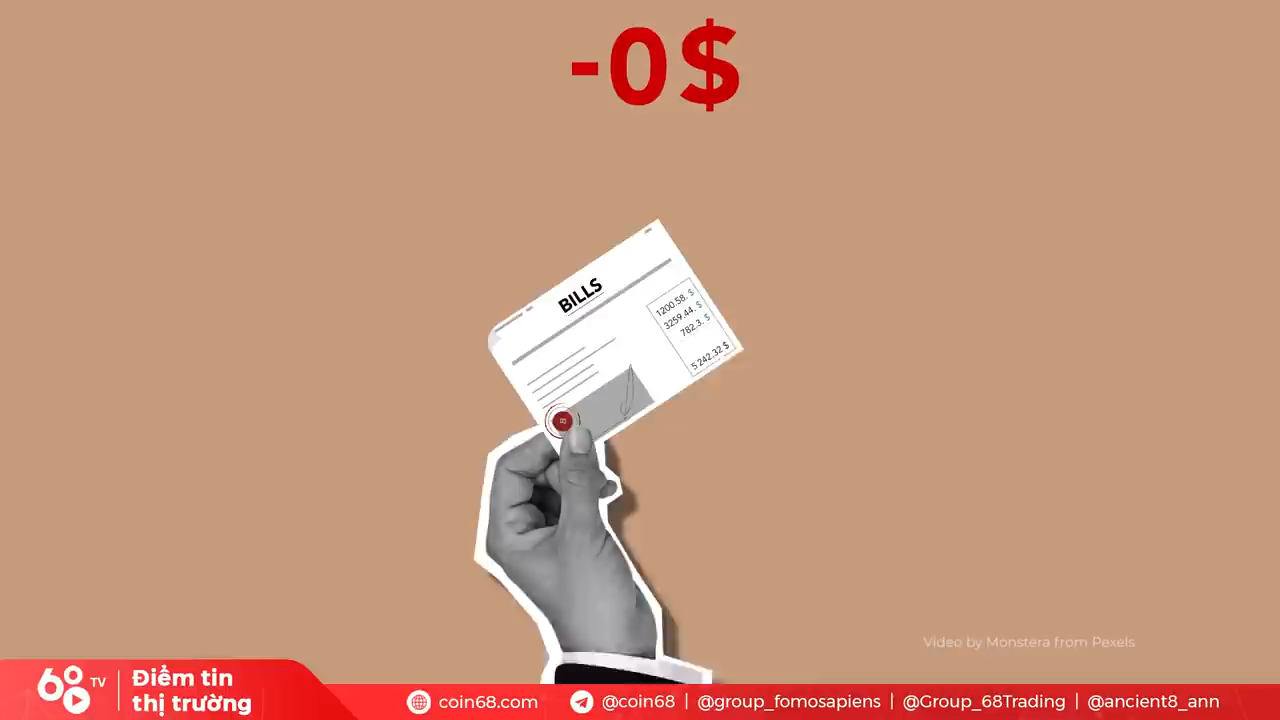 -0$
BILLS
1200.58. $
3259.44. $
782.3. $
5 242.32 $
Video by Monstera from Pexels
68 TV
Điểm tin
thị trường
coin68.com
@coin68 | @group_fomosapiens | @Group_68Trading | @ancient8_ann